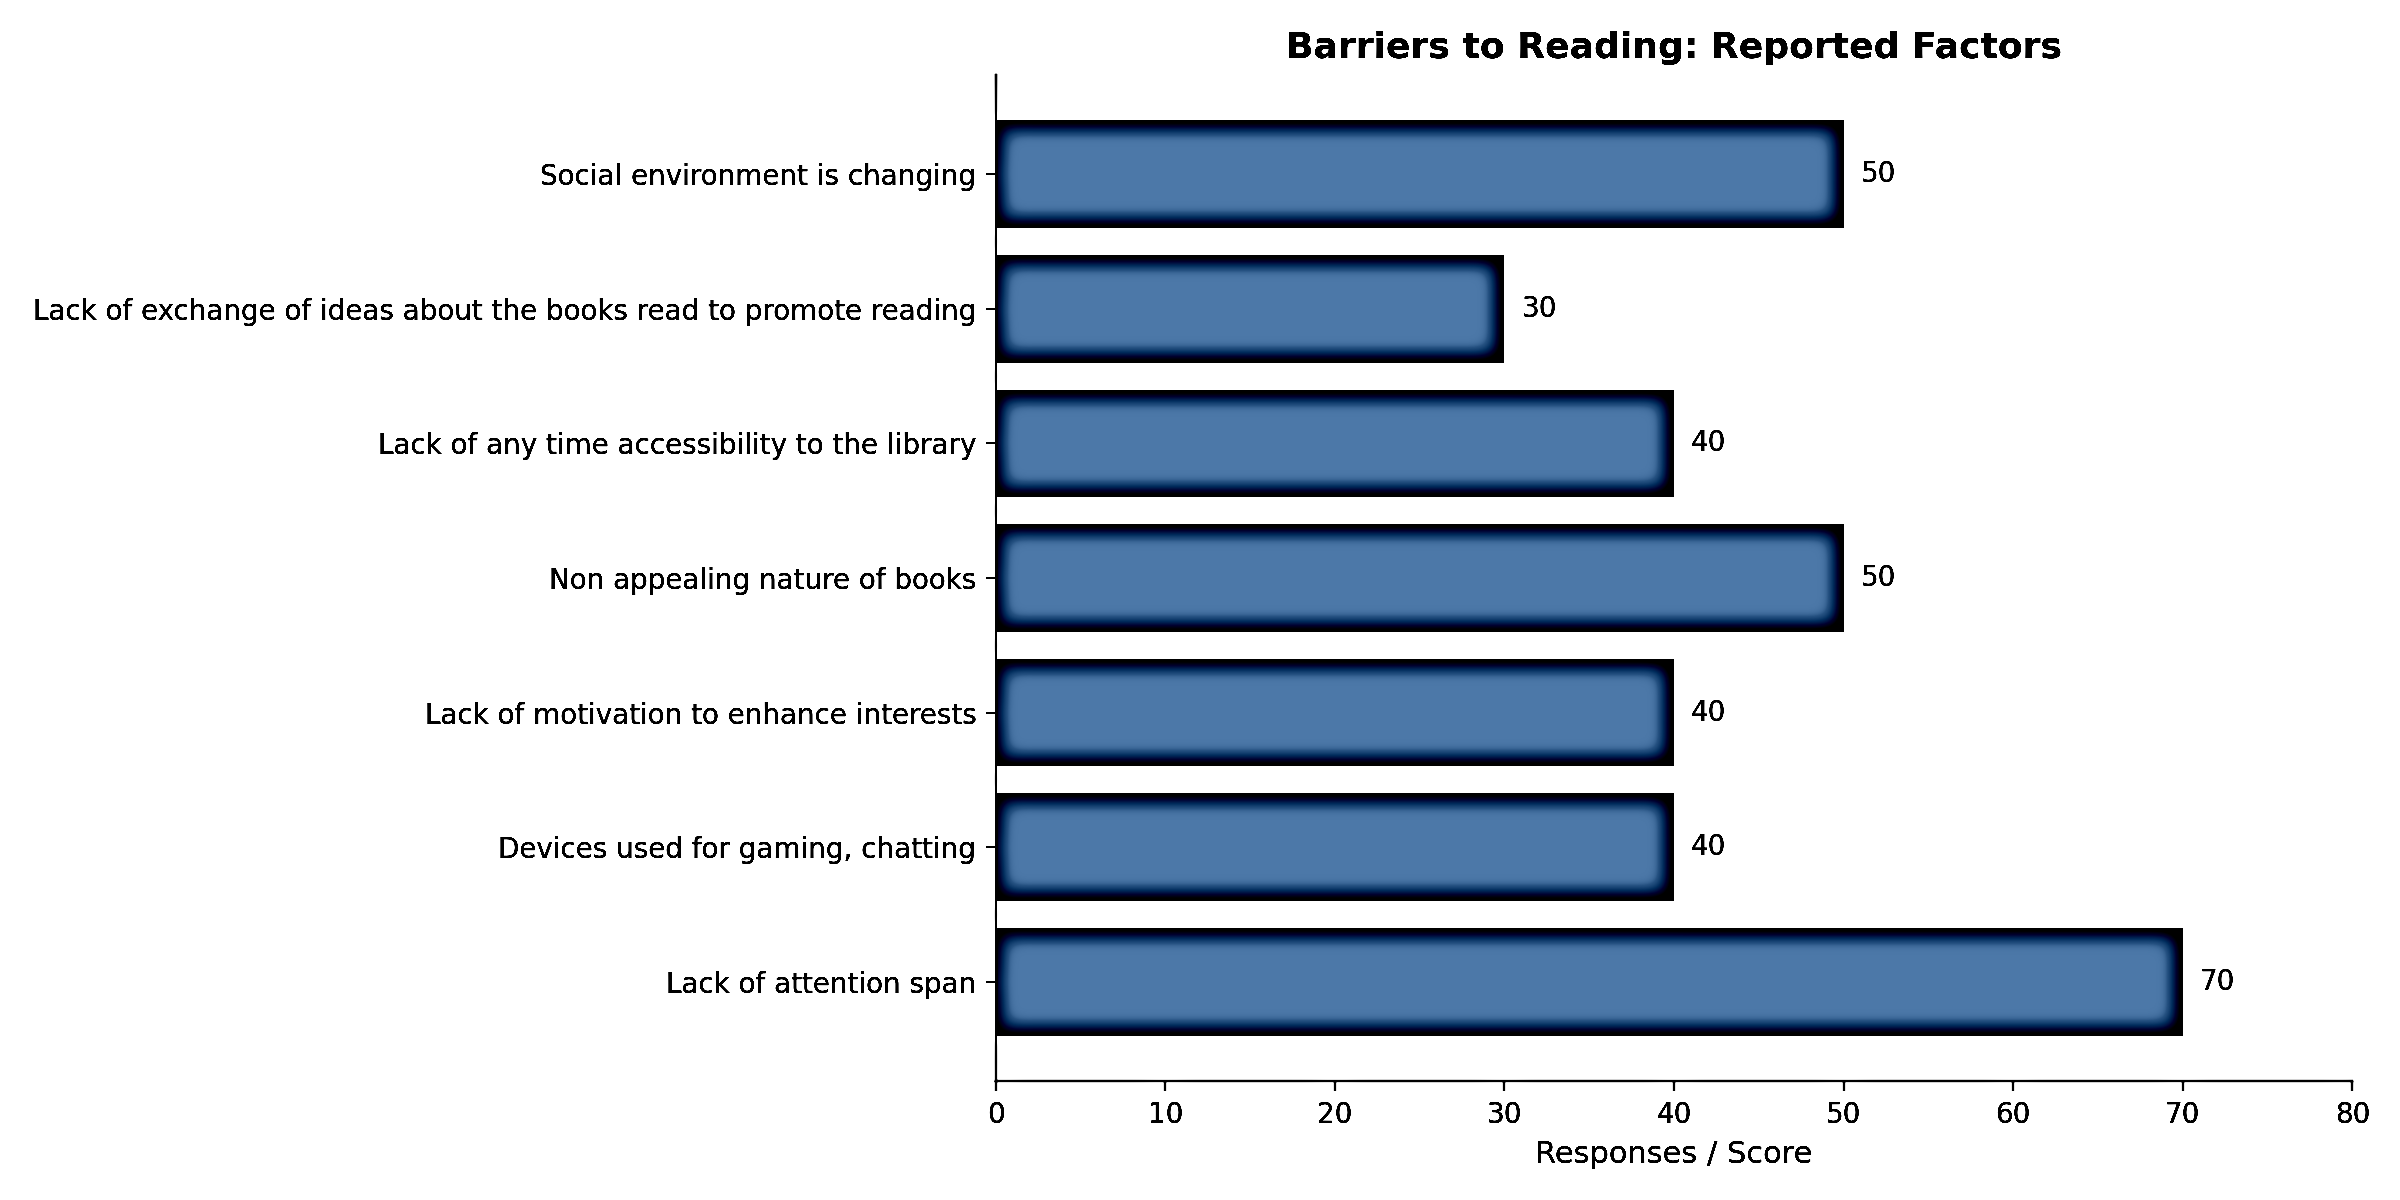 Barriers to Reading: Reported Factors
Social environment is changing
50
Lack of exchange of ideas about the books read to promote reading
30
Lack of any time accessibility to the library
40
Non appealing nature of books
50
Lack of motivation to enhance interests
40
Devices used for gaming, chatting
40
Lack of attention span
70
0 10 20 30 40 50 60 70 80
Responses / Score